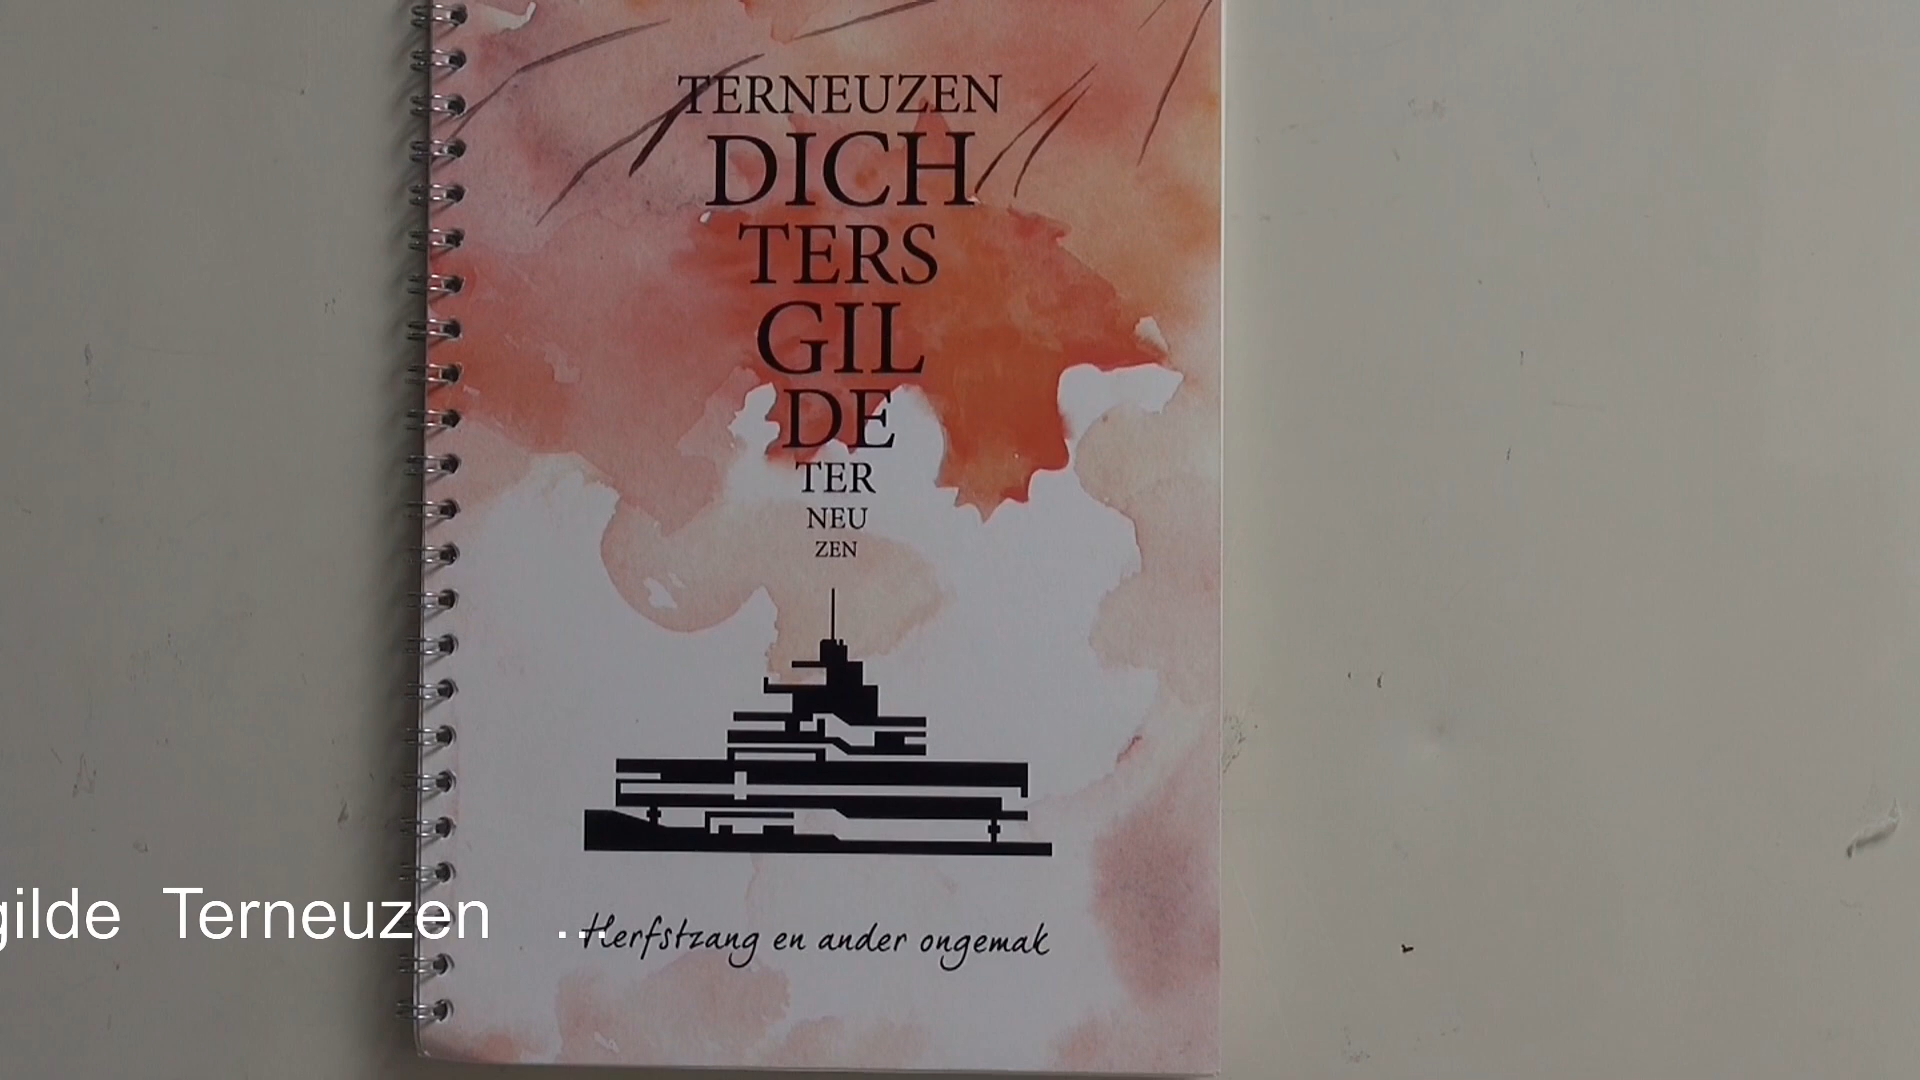 TERNEUZEN
DICH
TERS
GIL
DE
TER
NEU
ZEN
gilde Terneuzen ...
Herfstzang en ander ongemak